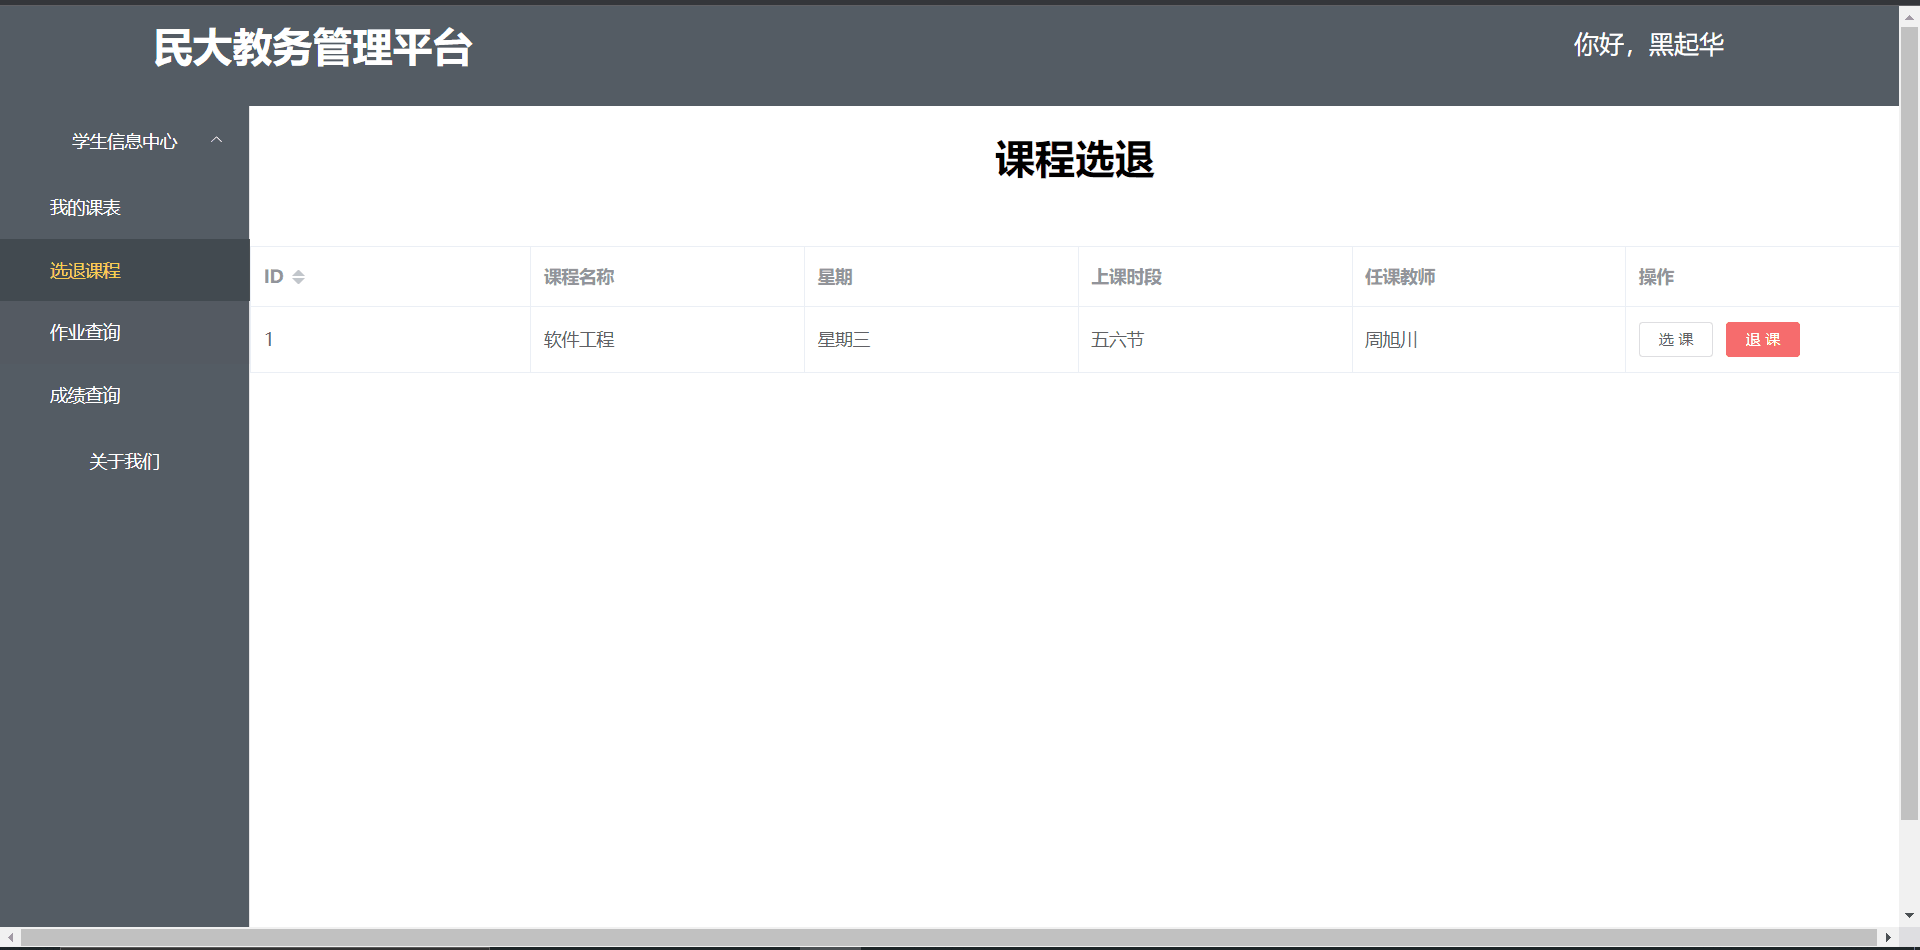 民大教务管理平台
你好，黑起华
学生信息中心
我的课表
选退课程
作业查询
成绩查询
关于我们
课程选退
ID 课程名称 星期 上课时段 任课教师 操作
1 软件工程 星期三 五六节 周旭川 选 课 退 课